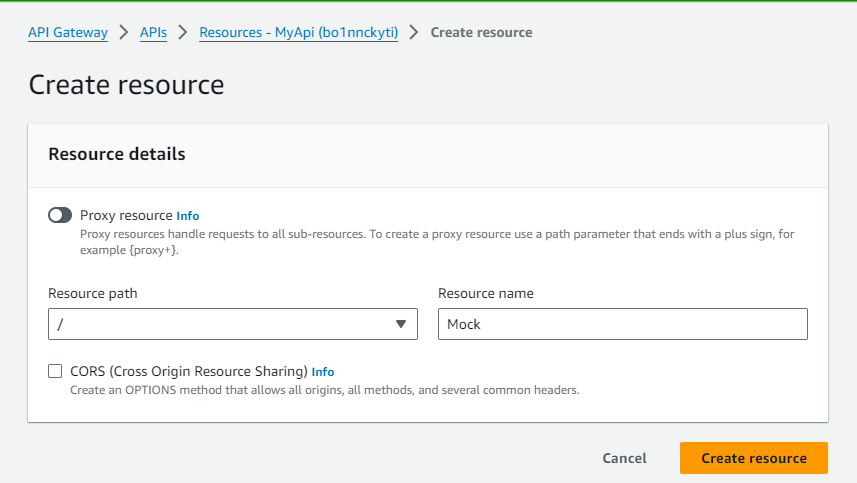 API Gateway > APIs > Resources - MyApi (bo1nnckyti) > Create resource
Create resource
Resource details
Proxy resource Info
Proxy resources handle requests to all sub-resources. To create a proxy resource use a path parameter that ends with a plus sign, for
example {proxy+}.
Resource path
/
Resource name
Mock
CORS (Cross Origin Resource Sharing) Info
Create an OPTIONS method that allows all origins, all methods, and several common headers.
Cancel
Create resource